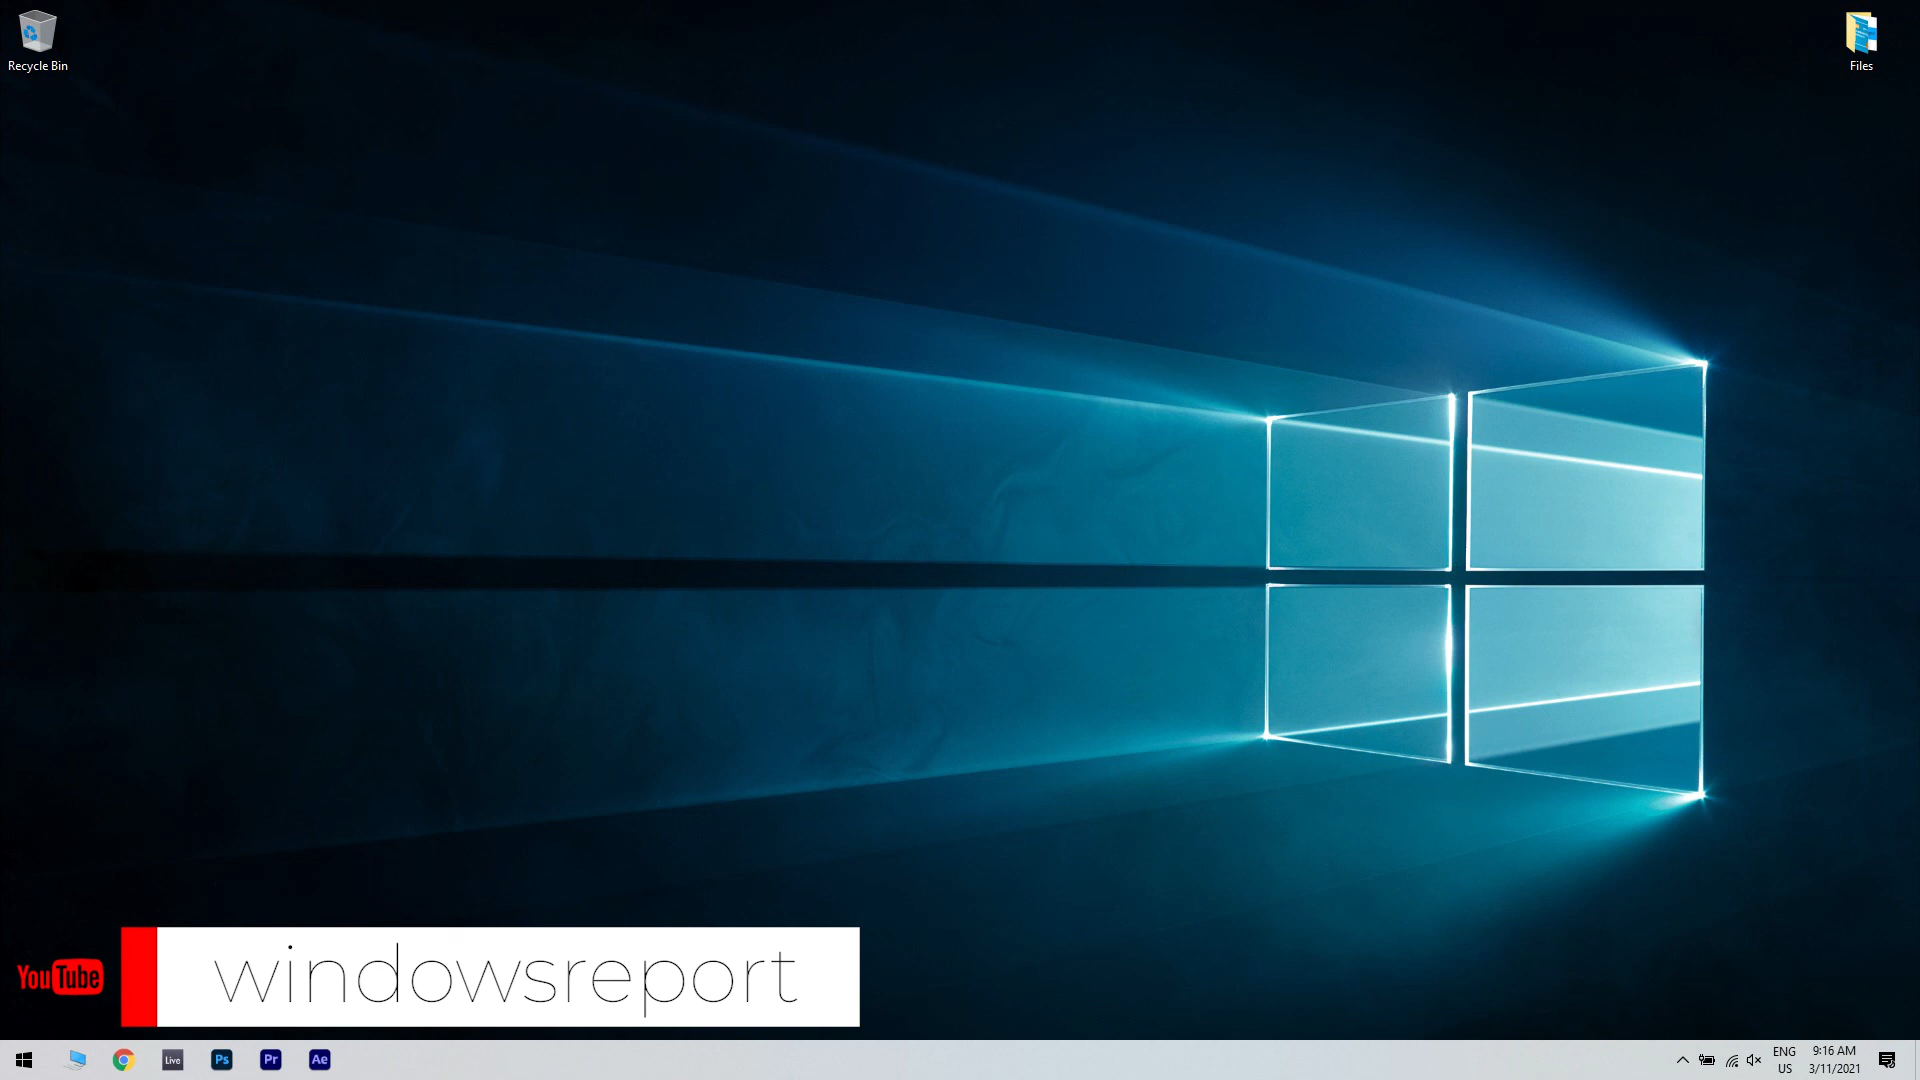 Recycle Bin
Files
YouTube
windowsreport
Live
Ps
Pr
Ae
ENG
US
9:16 AM
3/11/2021